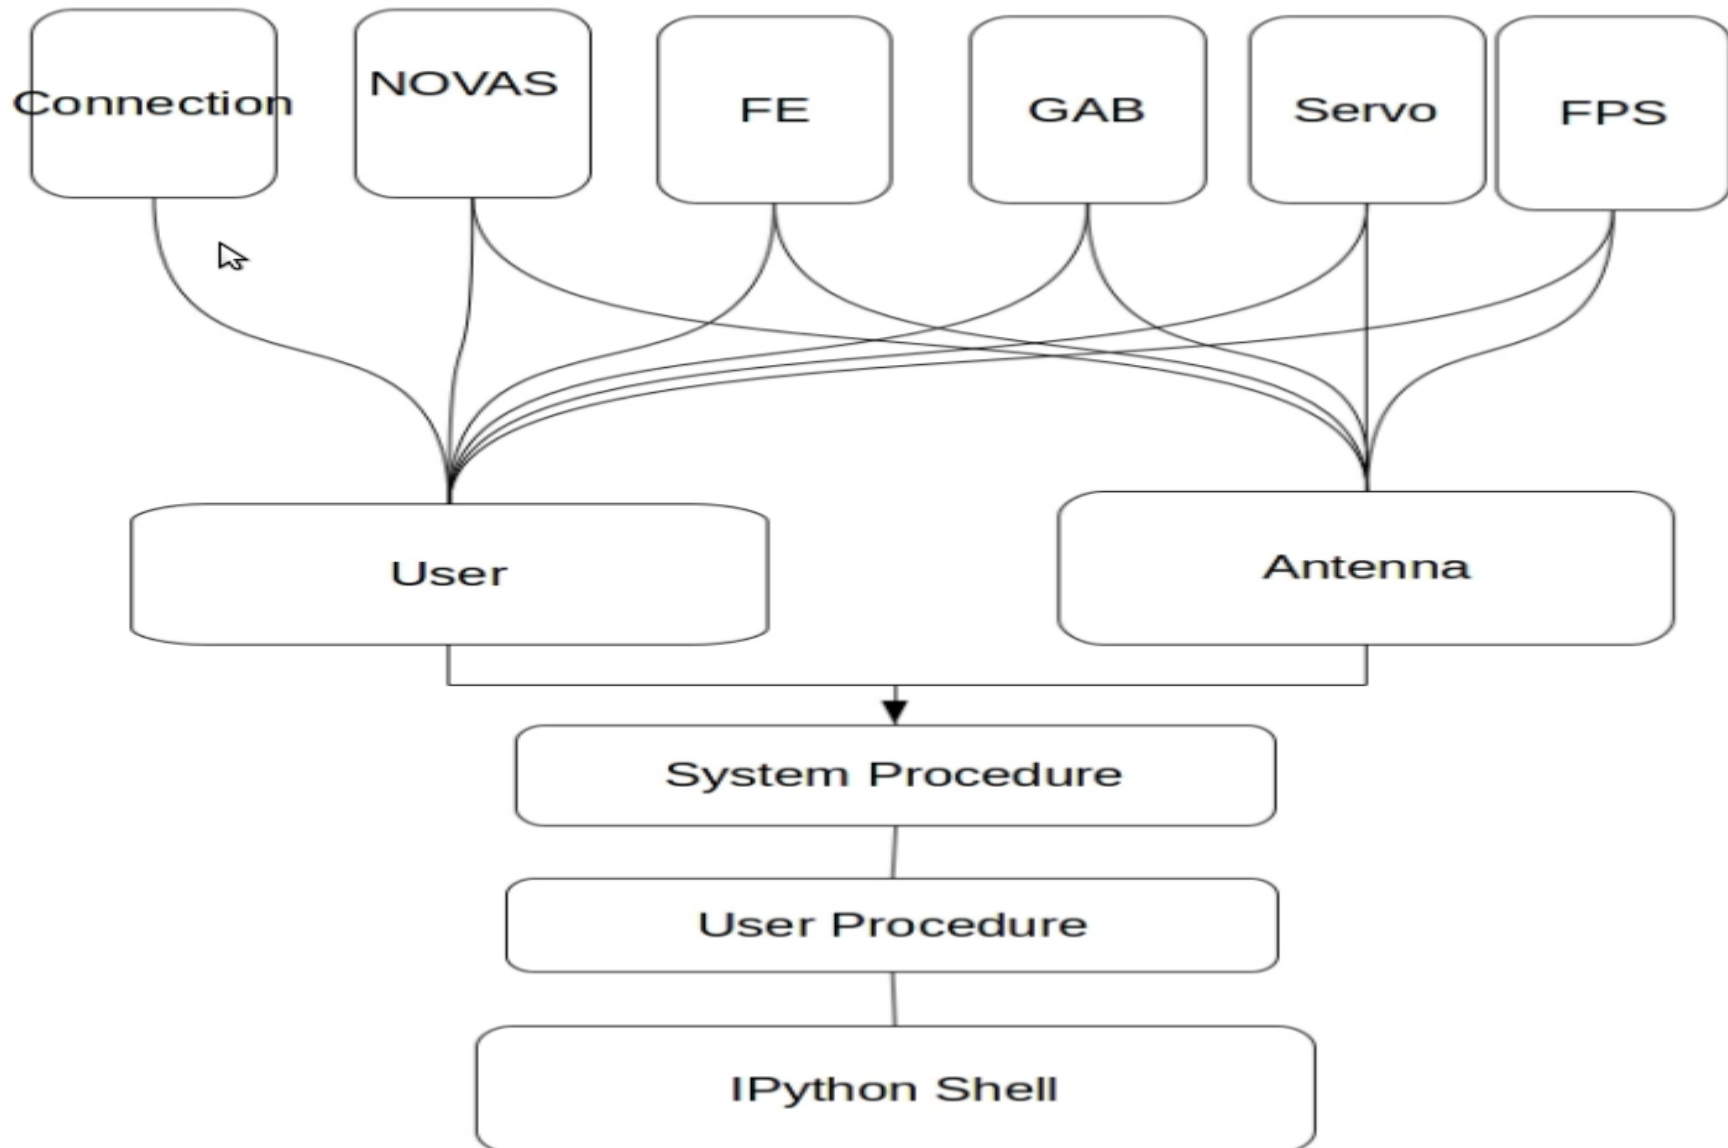 Connection
NOVAS
FE
GAB
Servo
FPS
User
Antenna
System Procedure
User Procedure
IPython Shell